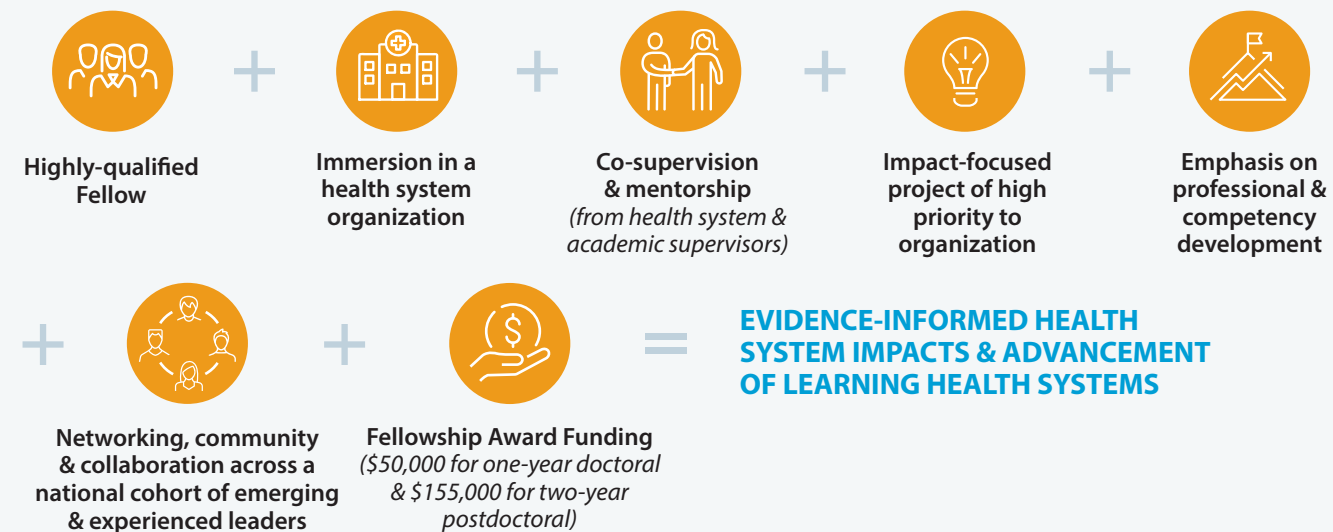 +
+
+
+
Highly-qualified
Fellow
Immersion in a
health system
organization
Co-supervision
& mentorship
(from health system &
academic supervisors)
Impact-focused
project of high
priority to
organization
Emphasis on
professional &
competency
development
+
+
$
=
EVIDENCE-INFORMED HEALTH
SYSTEM IMPACTS & ADVANCEMENT
OF LEARNING HEALTH SYSTEMS
Networking, community
& collaboration across a
national cohort of emerging
& experienced leaders
Fellowship Award Funding
($50,000 for one-year doctoral
& $155,000 for two-year
postdoctoral)